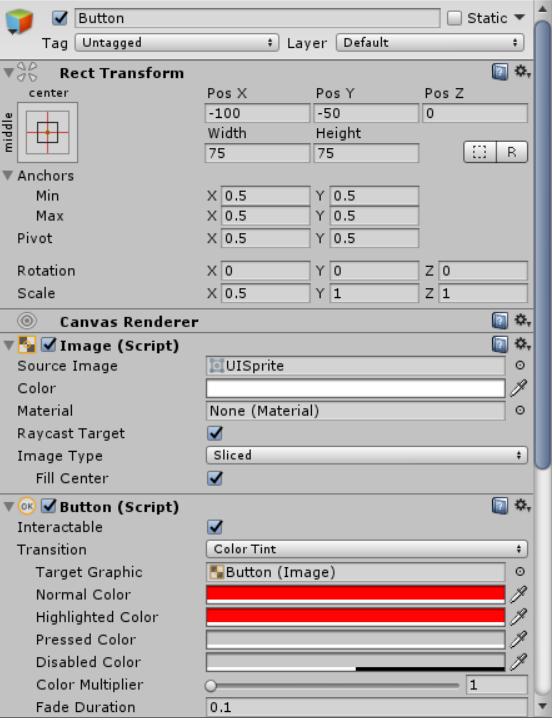 Button Static
Tag Untagged Layer Default
Rect Transform
center Pos X Pos Y Pos Z
middle -100 -50 0
Width Height
75 75 R
Anchors
Min X 0.5 Y 0.5
Max X 0.5 Y 0.5
Pivot X 0.5 Y 0.5
Rotation X 0 Y 0 Z 0
Scale X 0.5 Y 1 Z 1
Canvas Renderer
Image (Script)
Source Image UISprite
Color
Material None (Material)
Raycast Target
Image Type Sliced
Fill Center
OK Button (Script)
Interactable
Transition Color Tint
Target Graphic Button (Image)
Normal Color
Highlighted Color
Pressed Color
Disabled Color
Color Multiplier 1
Fade Duration 0.1